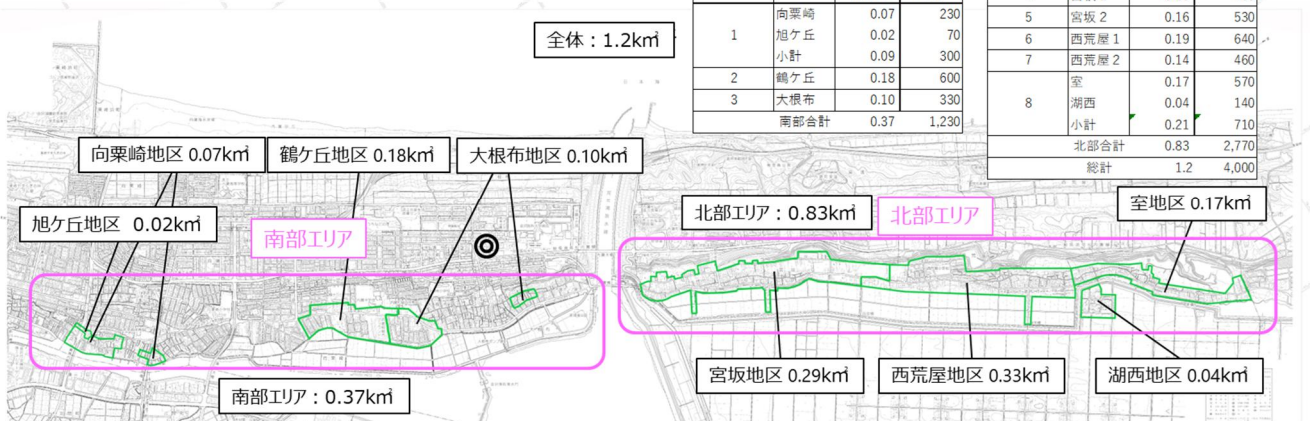 全体：1.2k㎡
1 向粟崎 0.07 230
旭ケ丘 0.02 70
小計 0.09 300
2 鶴ケ丘 0.18 600
3 大根布 0.10 330
南部合計 0.37 1,230
5 宮坂２ 0.16 530
6 西荒屋１ 0.19 640
7 西荒屋２ 0.14 460
8 室 0.17 570
湖西 0.04 140
小計 0.21 710
北部合計 0.83 2,770
総計 1.2 4,000
向粟崎地区 0.07k㎡
鶴ケ丘地区 0.18k㎡
大根布地区 0.10k㎡
旭ケ丘地区 0.02k㎡
南部エリア
北部エリア：0.83k㎡
北部エリア
室地区 0.17k㎡
南部エリア：0.37k㎡
宮坂地区 0.29k㎡
西荒屋地区 0.33k㎡
湖西地区 0.04k㎡